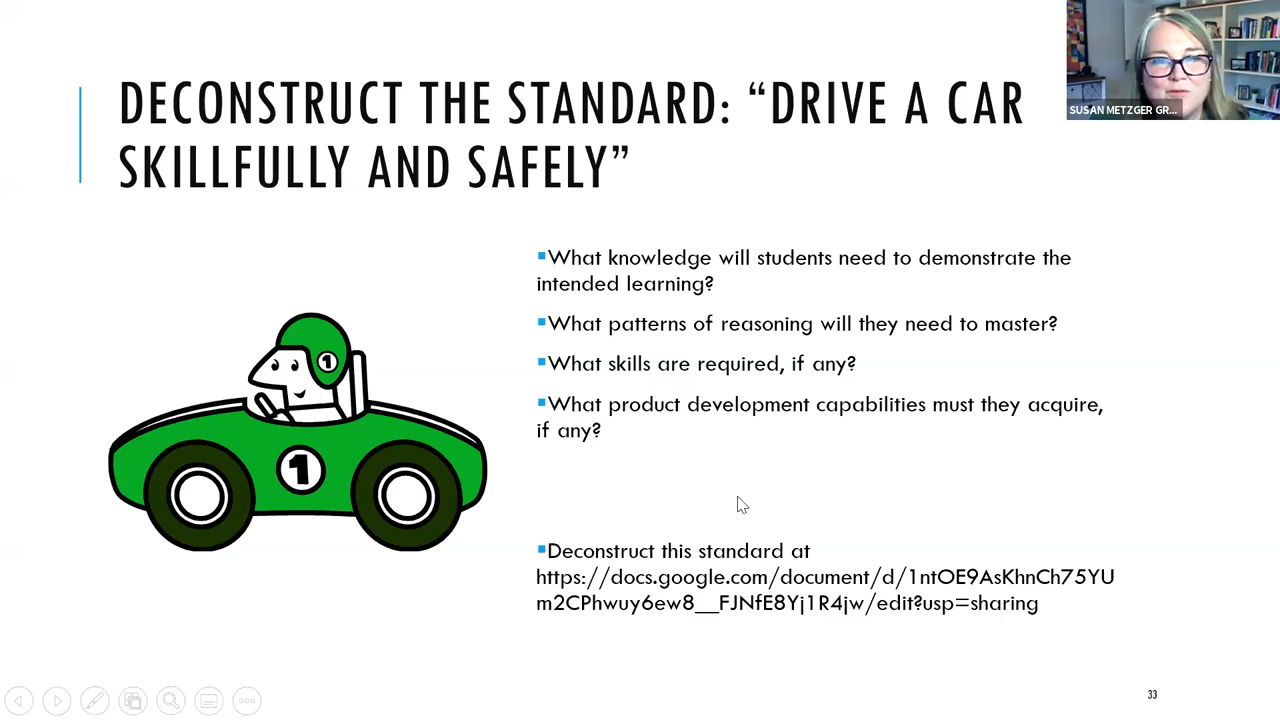 DECONSTRUCT THE STANDARD: “DRIVE A CAR
SKILLFULLY AND SAFELY”
SUSAN METZGER GR...
▪What knowledge will students need to demonstrate the
intended learning?
▪What patterns of reasoning will they need to master?
▪What skills are required, if any?
▪What product development capabilities must they acquire,
if any?
1
1
▪Deconstruct this standard at
https://docs.google.com/document/d/1ntOE9AsKhnCh75YU
m2CPhwuy6ew8__FJNfE8Yj1R4jw/edit?usp=sharing
33